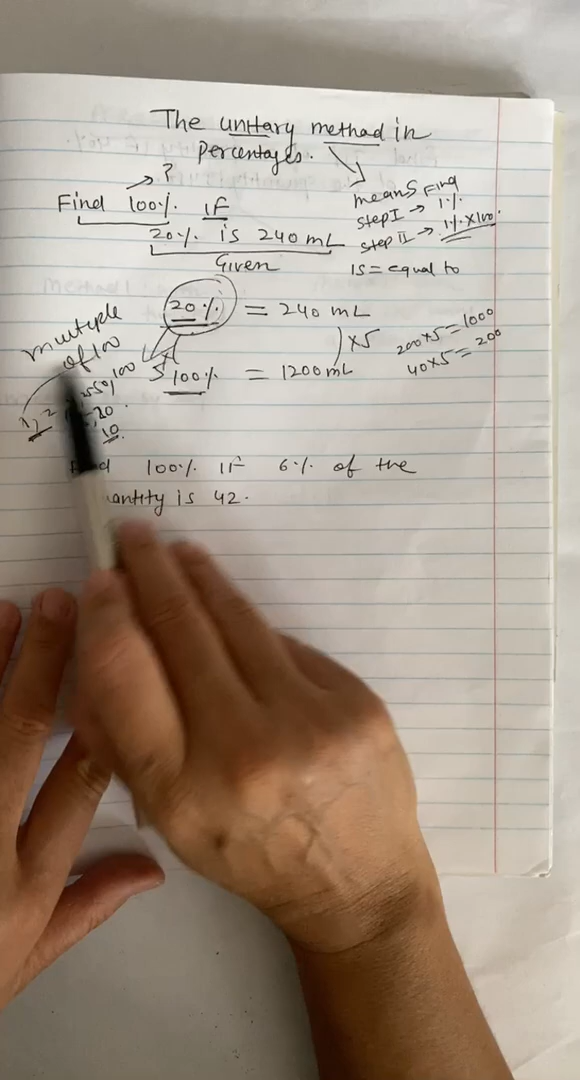 The unitary method in
percentages.
?
Find 100%. if
20%. is 240 mL
Given
means Find
step I → 1%
step II → 1% × 100.
is = equal to
20% = 240 mL
× 5
5 100% = 1200 mL
200 × 5 = 1000
40 × 5 = 200
multiple
of 100
1, 2
100
20
10
100% if 6% of the
is 42.